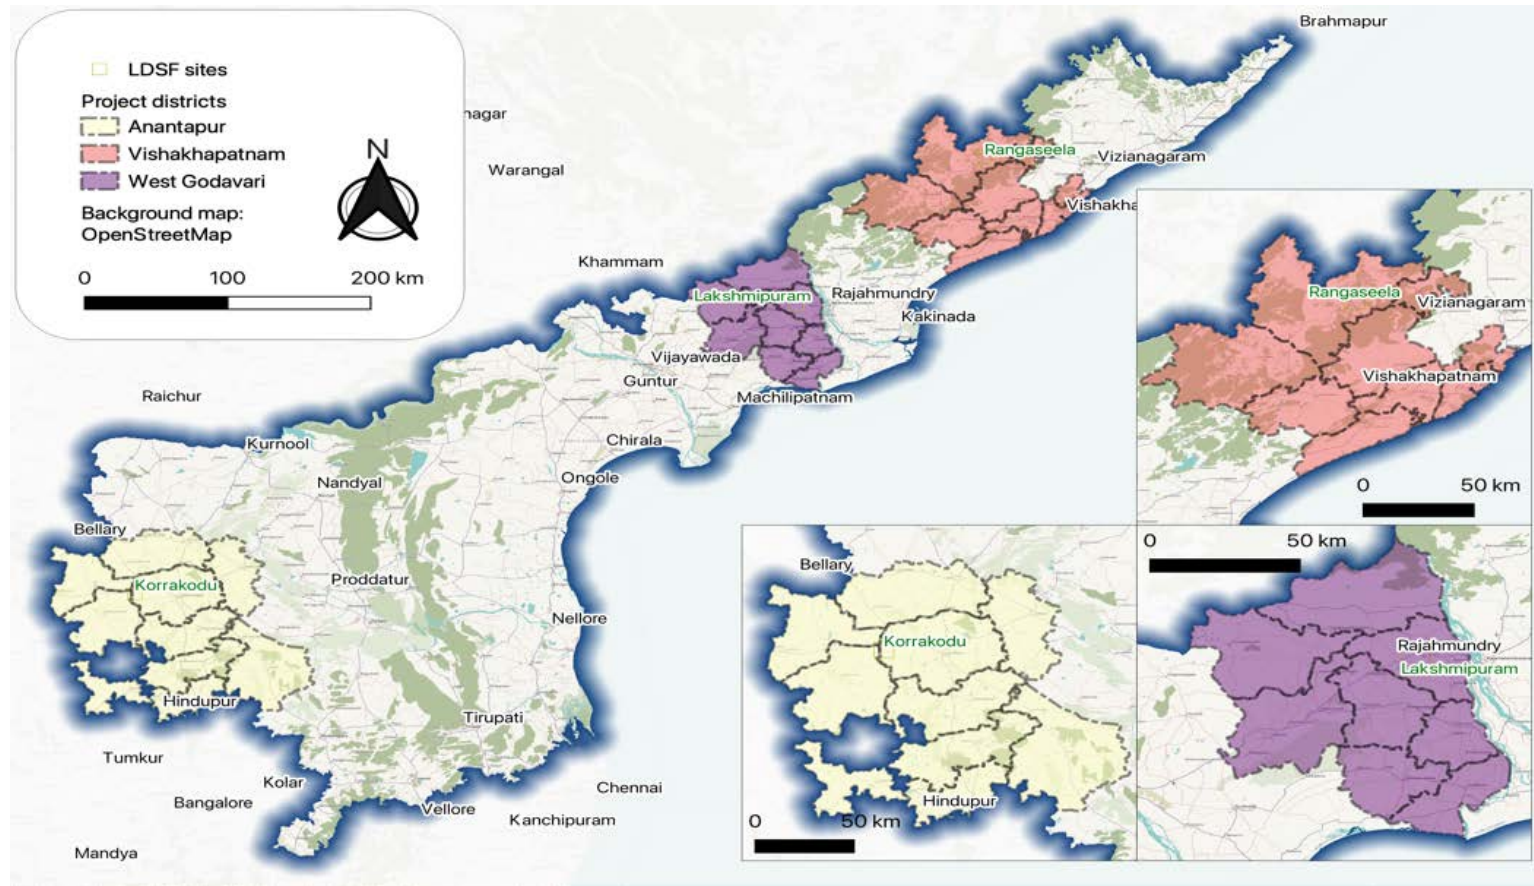 LDSF sites
Project districts
Anantapur
Vishakhapatnam
West Godavari
Background map:
OpenStreetMap
0 100 200 km
N
Brahmapur
nagar
Warangal
Rangaseela
Vizianagaram
Vishakha
Khammam
Lakshmipuram
Rajahmundry
Kakinada
Vijayawada
Guntur
Machilipatnam
Raichur
Kurnool
Chirala
Nandyal
Ongole
Bellary
Korrakodu
Proddatur
Nellore
Hindupur
Tirupati
Tumkur
Kolar
Bangalore
Vellore
Chennai
Kanchipuram
Mandya
Rangaseela
Vizianagaram
Vishakhapatnam
0 50 km
Bellary
Korrakodu
Hindupur
0 50 km
0 50 km
Rajahmundry
Lakshmipuram